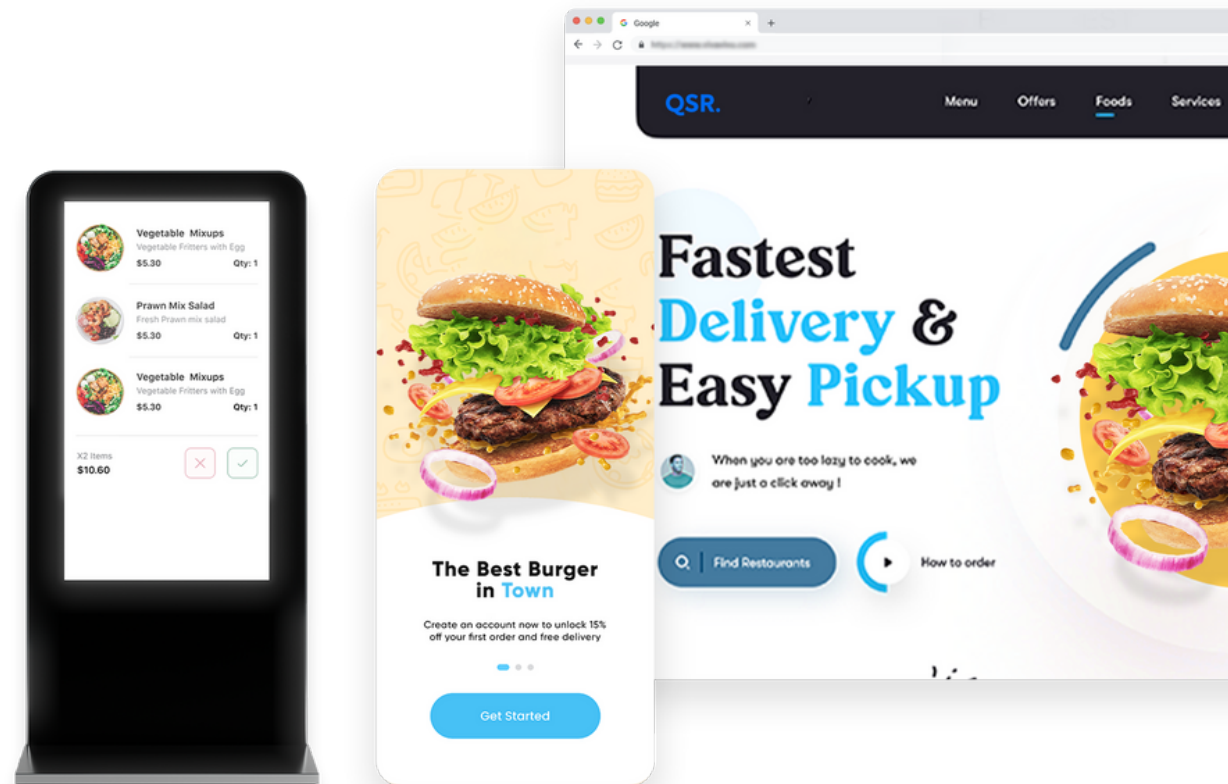 Vegetable Mixups
Vegetable Fritters with Egg
$5.30 Qty: 1
Prawn Mix Salad
Fresh Prawn mix salad
$5.30 Qty: 1
Vegetable Mixups
Vegetable Fritters with Egg
$5.30 Qty: 1
X2 Items
$10.60
The Best Burger
in Town
Create an account now to unlock 15%
off your first order and free delivery
Get Started
Google
QSR. Menu Offers Foods Services
Fastest
Delivery &
Easy Pickup
When you are too lazy to cook, we
are just a click away !
Find Restaurants
How to order